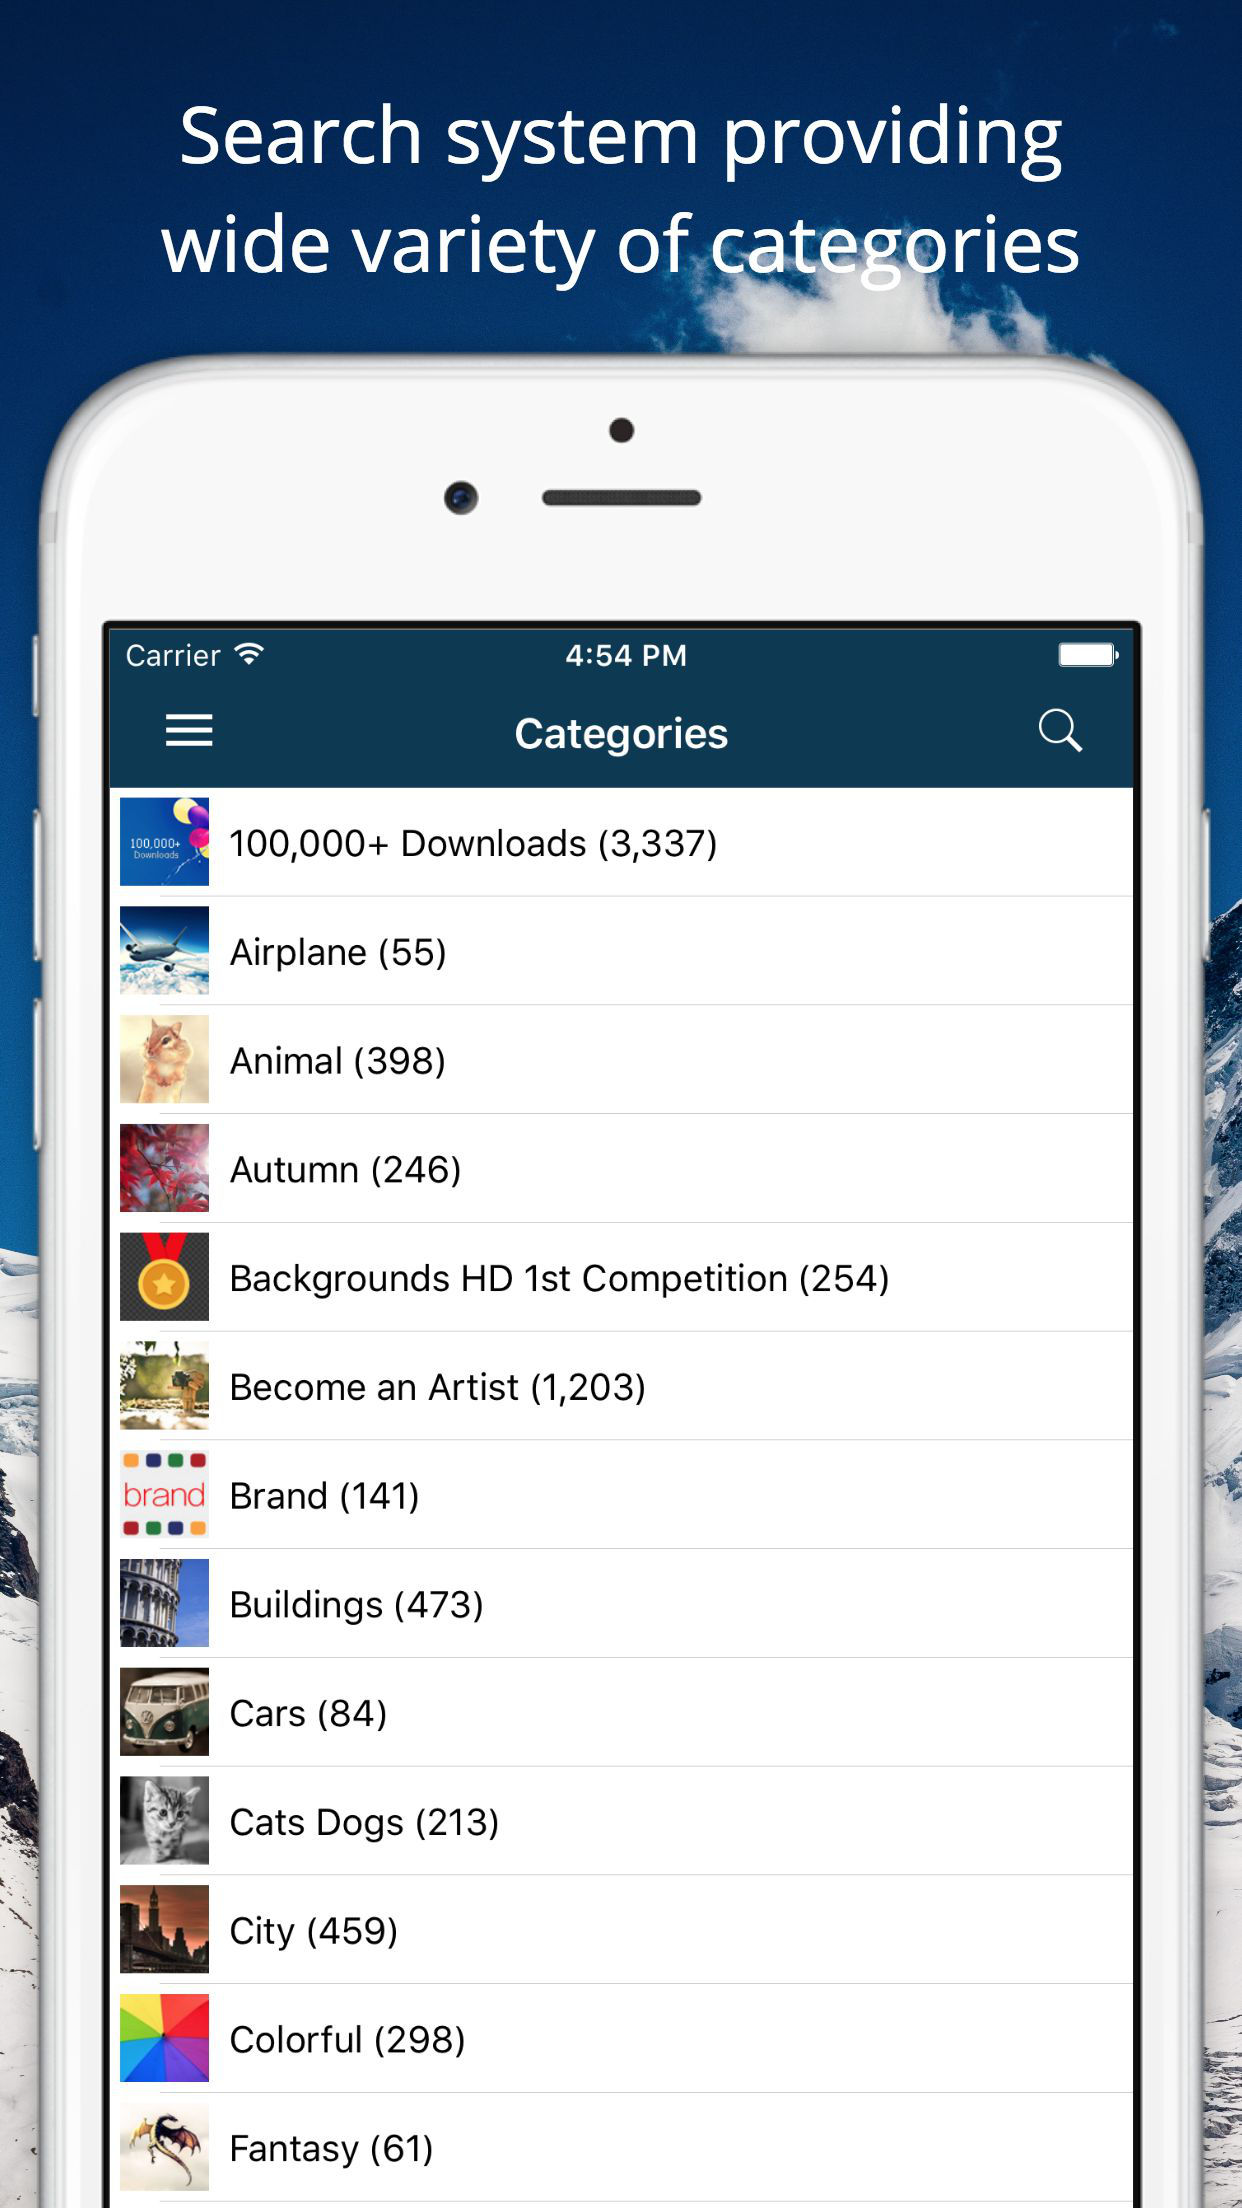 Search system providing
wide variety of categories
Carrier 4:54 PM
Categories
100,000+
Downloads
100,000+ Downloads (3,337)
Airplane (55)
Animal (398)
Autumn (246)
Backgrounds HD 1st Competition (254)
Become an Artist (1,203)
brand
Brand (141)
Buildings (473)
Cars (84)
Cats Dogs (213)
City (459)
Colorful (298)
Fantasy (61)